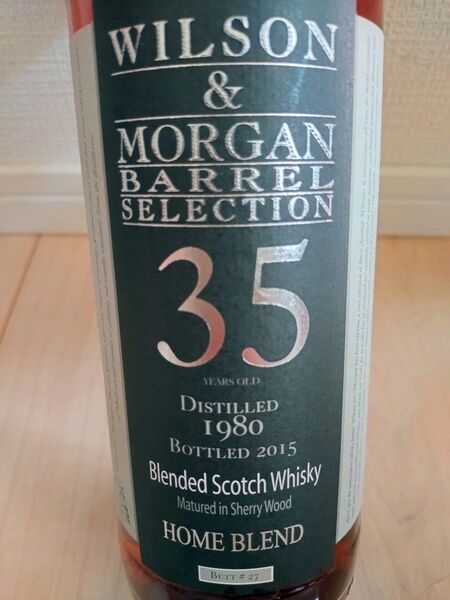 WILSON
&
MORGAN
BARREL
SELECTION
35
YEARS OLD
DISTILLED
1980
BOTTLED 2015
Blended Scotch Whisky
Matured in Sherry Wood
HOME BLEND
BUTT # 27